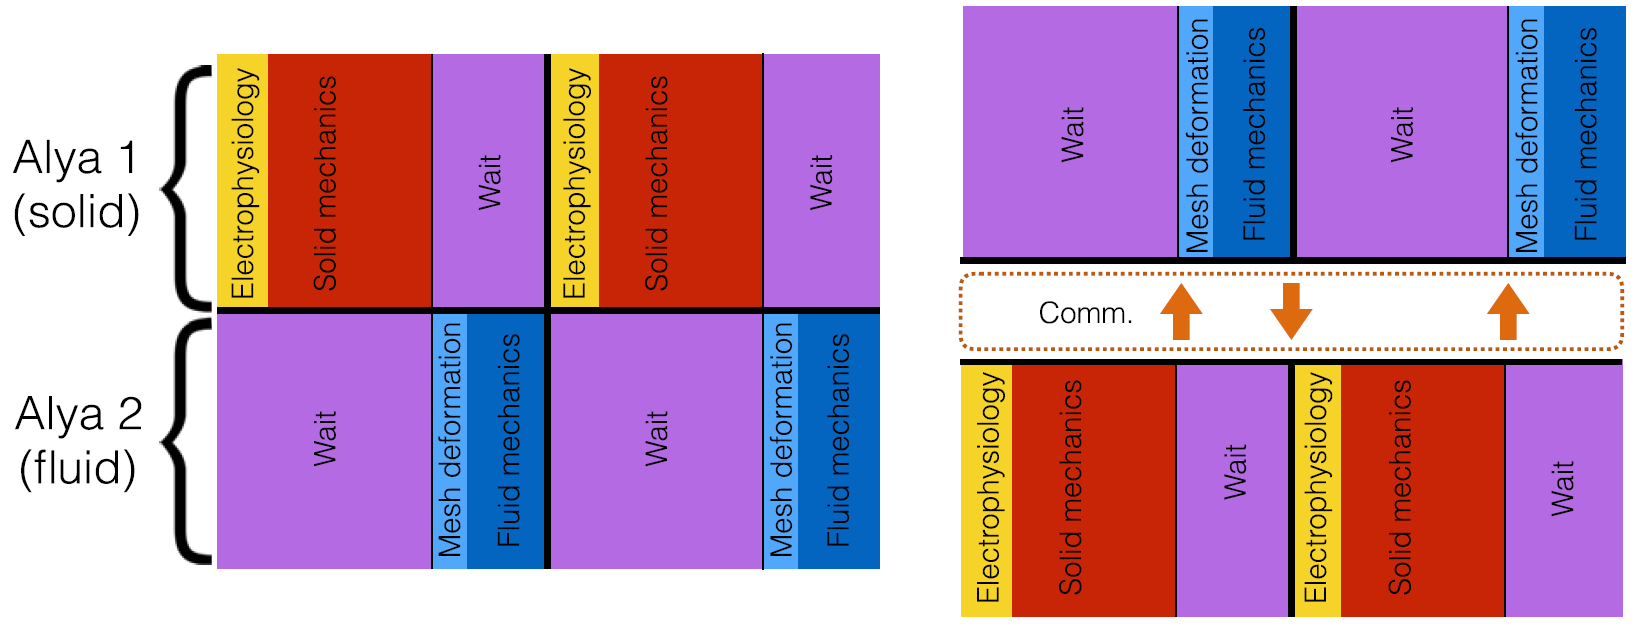 Alya 1
(solid)
Electrophysiology
Solid mechanics
Wait
Electrophysiology
Solid mechanics
Wait
Alya 2
(fluid)
Wait
Mesh deformation
Fluid mechanics
Wait
Mesh deformation
Fluid mechanics
Wait
Mesh deformation
Fluid mechanics
Wait
Mesh deformation
Fluid mechanics
Comm.
Electrophysiology
Solid mechanics
Wait
Electrophysiology
Solid mechanics
Wait